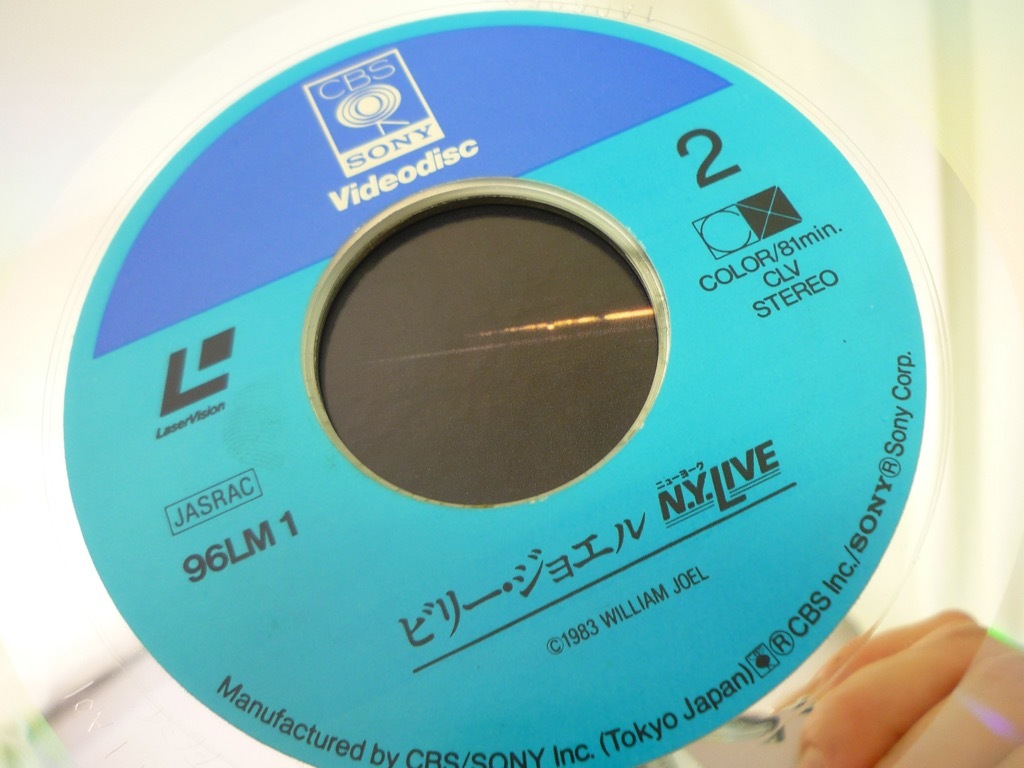 CBS
SONY
Videodisc
2
CX
COLOR/81min.
CLV
STEREO
LaserVision
JASRAC
96LM 1
ニューヨーク
ビリー・ジョエル N.Y.LIVE
©1983 WILLIAM JOEL
Manufactured by CBS/SONY Inc. (Tokyo Japan) ® CBS Inc./SONY® Sony Corp.